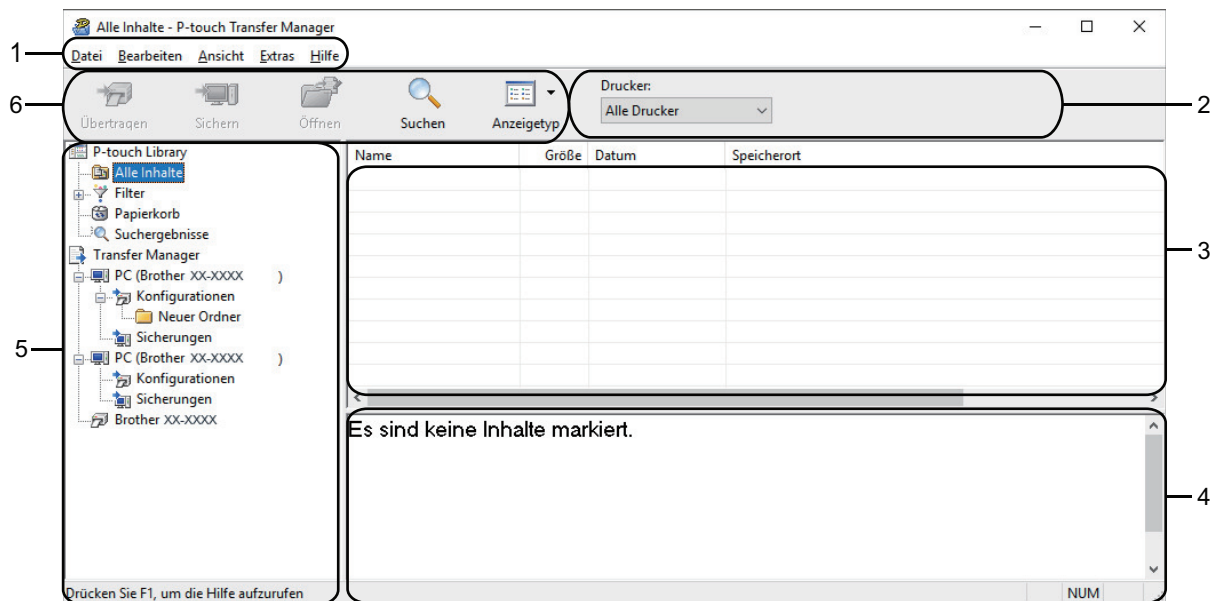 Alle Inhalte - P-touch Transfer Manager
1
Datei Bearbeiten Ansicht Extras Hilfe
6
Übertragen Sichern Öffnen Suchen Anzeigetyp
Drucker:
Alle Drucker
2
P-touch Library
Alle Inhalte
Filter
Papierkorb
Suchergebnisse
Transfer Manager
PC (Brother XX-XXXX )
Konfigurationen
Neuer Ordner
Sicherungen
PC (Brother XX-XXXX )
Konfigurationen
Sicherungen
Brother XX-XXXX
5
Name Größe Datum Speicherort
3
Es sind keine Inhalte markiert.
4
Drücken Sie F1, um die Hilfe aufzurufen
NUM